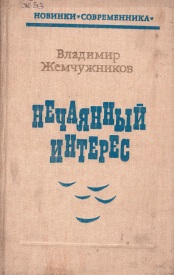 НОВИНКИ • СОВРЕМЕННИКА •
Владимир
Жемчужников
НЕЧАЯННЫЙ
ИНТЕРЕС